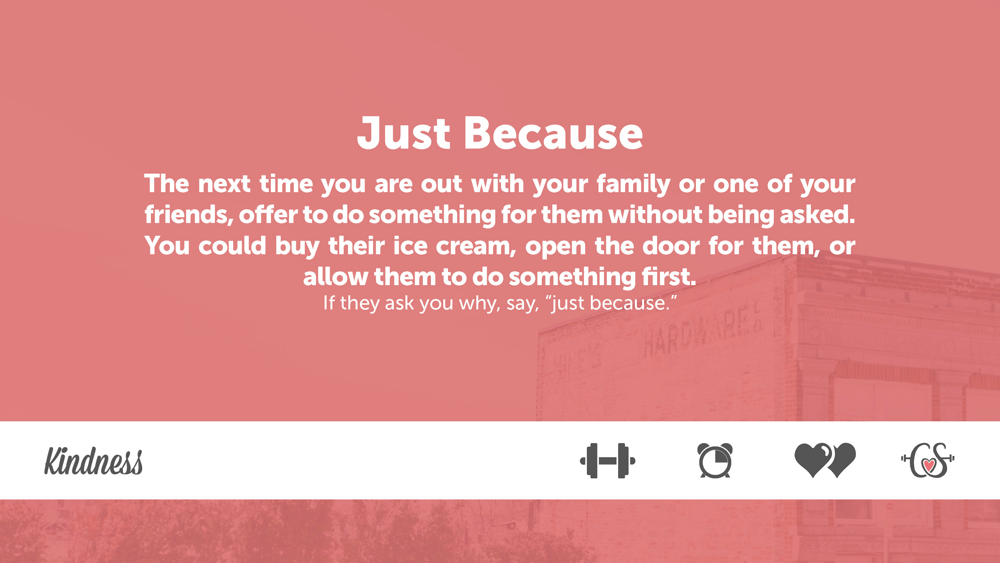 Just Because
The next time you are out with your family or one of your
friends, offer to do something for them without being asked.
You could buy their ice cream, open the door for them, or
allow them to do something first.
If they ask you why, say, “just because.”
HARDWARE &
Kindness
CS